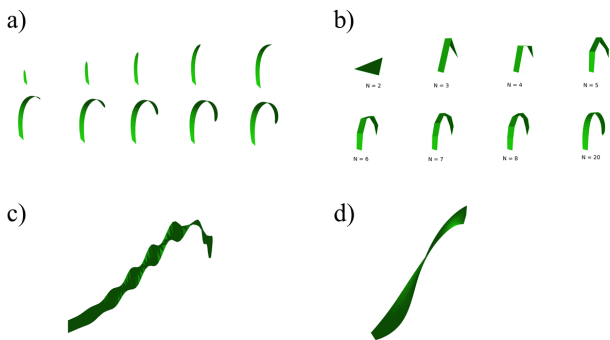 a)
b)
N = 2
N = 3
N = 4
N = 5
N = 6
N = 7
N = 8
N = 20
c)
d)